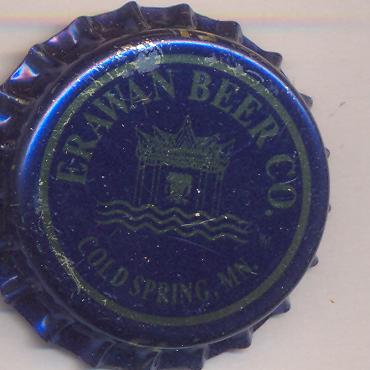 ERAWAN BEER CO.
COLD SPRING, MN